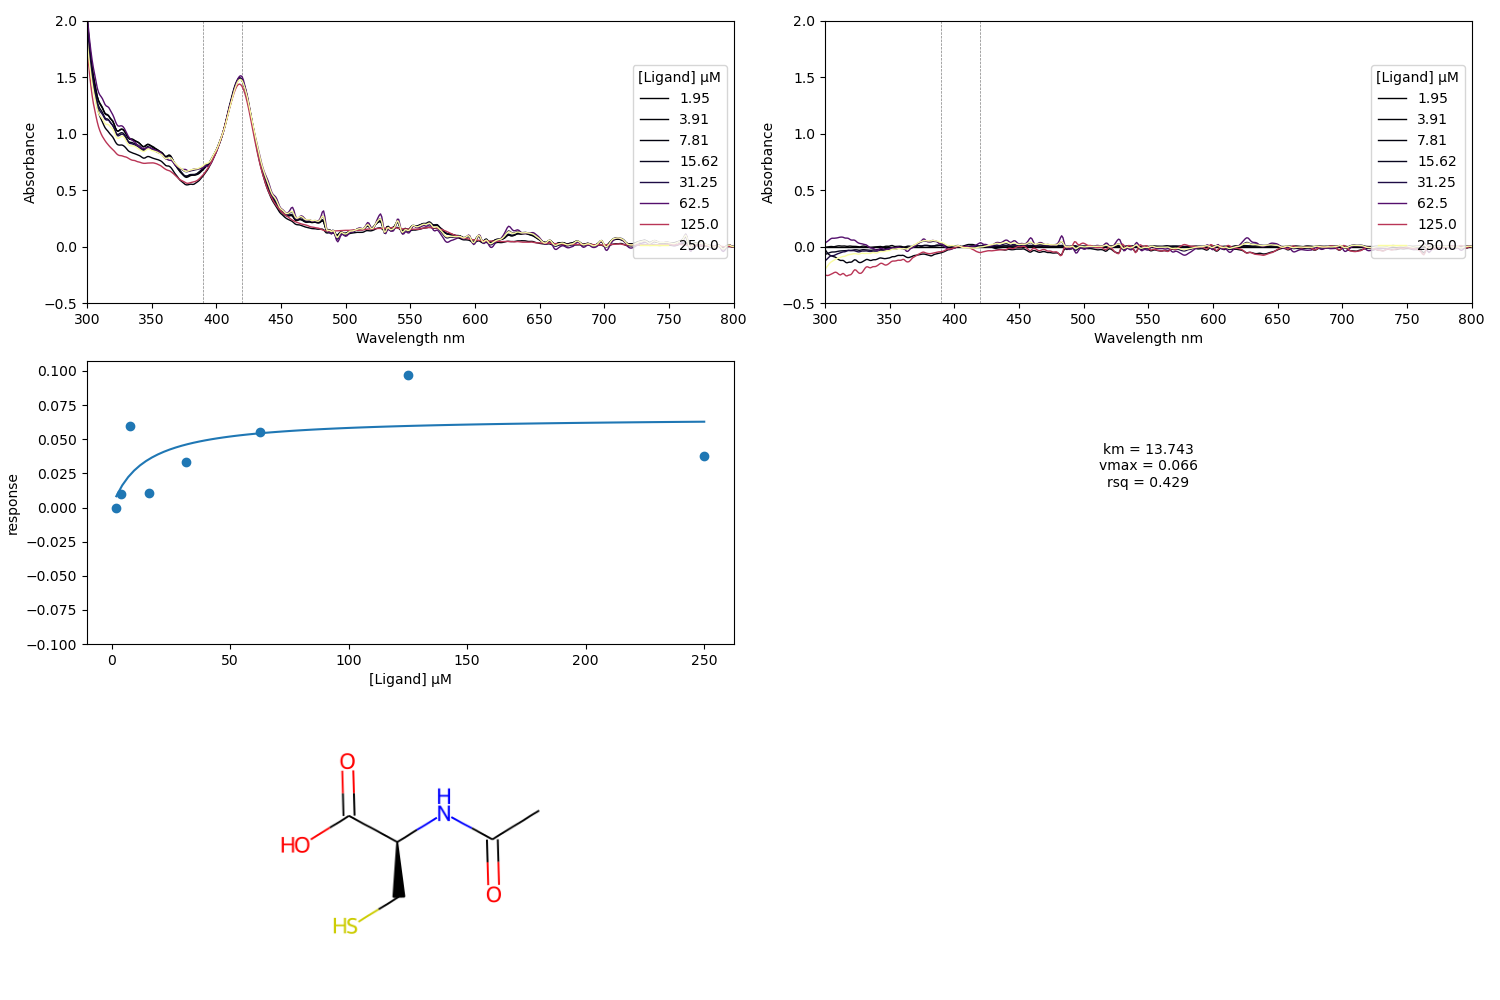 2.0
1.5
1.0
0.5
0.0
−0.5
Absorbance
300 350 400 450 500 550 600 650 700 750 800
Wavelength nm
[Ligand] μM
1.95
3.91
7.81
15.62
31.25
62.5
125.0
250.0
2.0
1.5
1.0
0.5
0.0
−0.5
Absorbance
300 350 400 450 500 550 600 650 700 750 800
Wavelength nm
[Ligand] μM
1.95
3.91
7.81
15.62
31.25
62.5
125.0
250.0
0.100
0.075
0.050
0.025
0.000
−0.025
−0.050
−0.075
−0.100
response
0 50 100 150 200 250
[Ligand] μM
km = 13.743
vmax = 0.066
rsq = 0.429
O
H
N
HO
O
HS